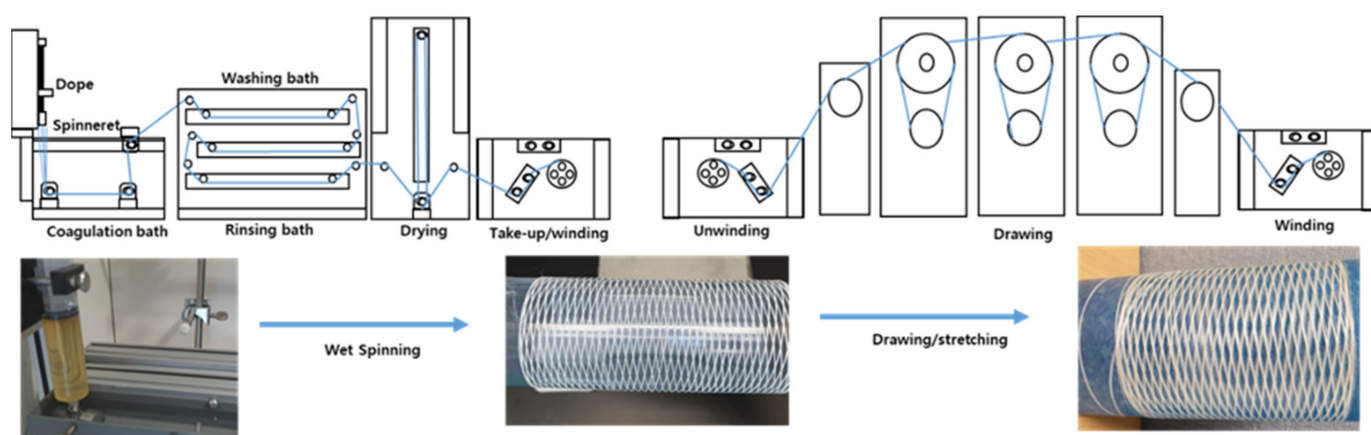 Dope
Spinneret
Washing bath
Coagulation bath
Rinsing bath
Drying
Take-up/winding
Unwinding
Drawing
Winding
Wet Spinning
Drawing/stretching